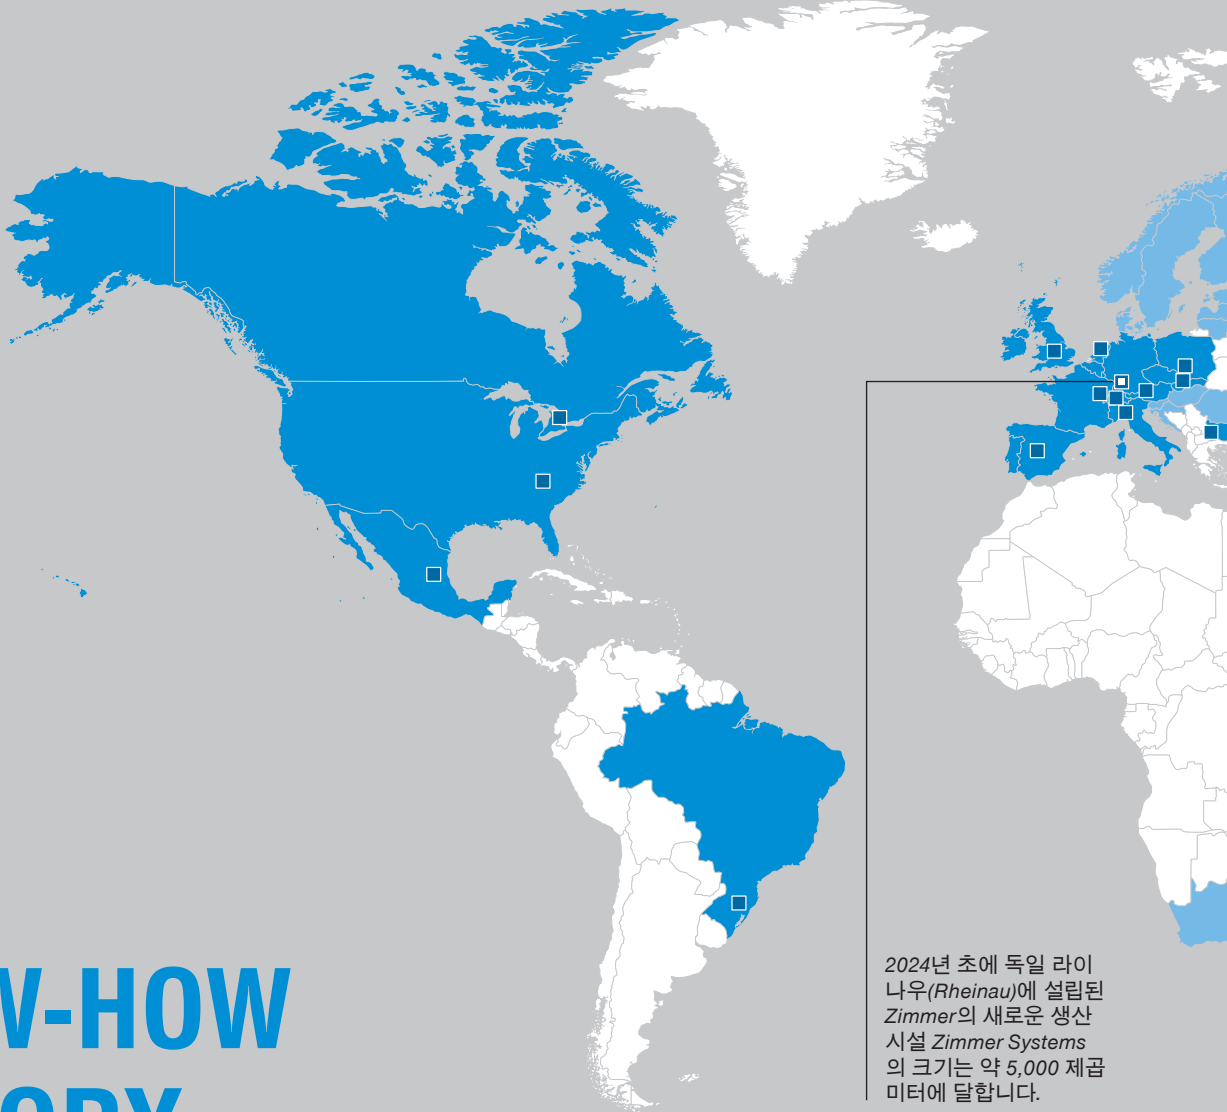 2024년 초에 독일 라이
나우(Rheinau)에 설립된
Zimmer의 새로운 생산
시설 Zimmer Systems
의 크기는 약 5,000 제곱
미터에 달합니다.
W-HOW